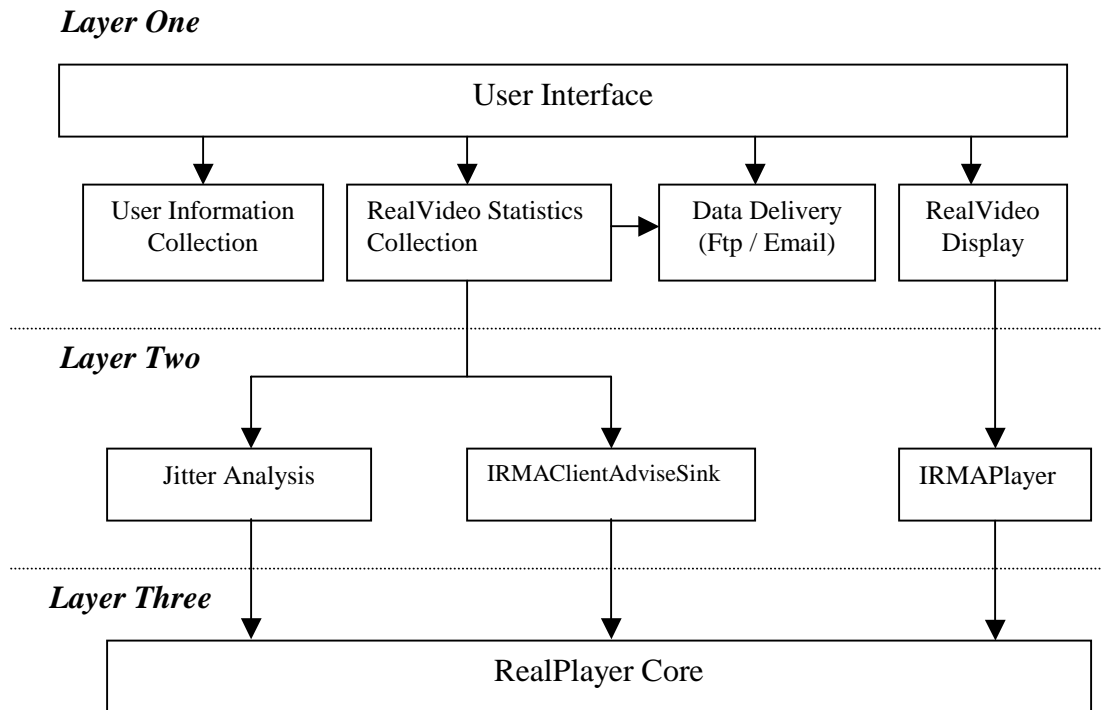 Layer One
User Interface
User Information
Collection
RealVideo Statistics
Collection
Data Delivery
(Ftp / Email)
RealVideo
Display
Layer Two
Jitter Analysis
IRMAClientAdviseSink
IRMAPlayer
Layer Three
RealPlayer Core